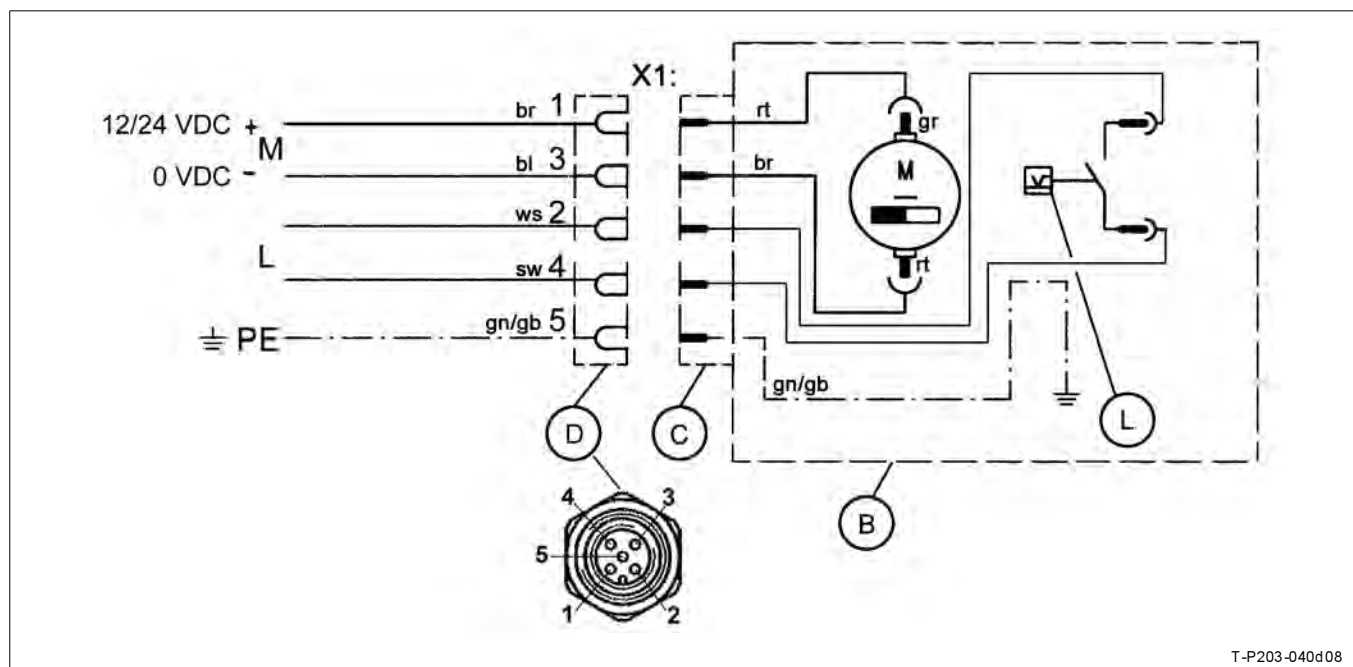 X1:
12/24 VDC +
br 1
rt
gr
M
0 VDC -
bl 3
br
M
ws 2
L
sw 4
rt
PE
gn/gb 5
gn/gb
D
C
L
B
4
3
5
1
2
T-P203-040d08